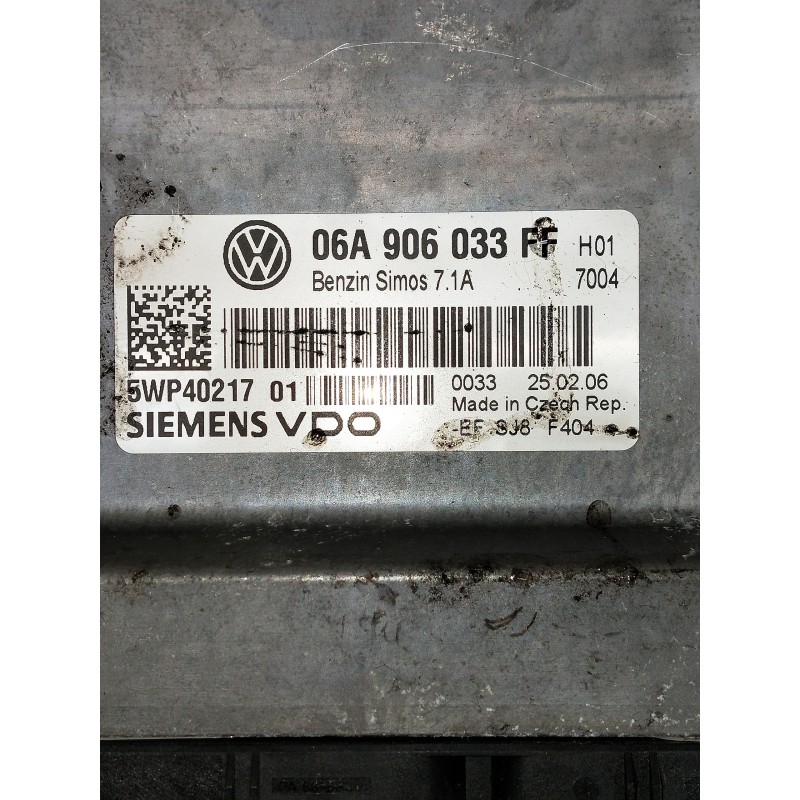 06A 906 033 FF H01
Benzin Simos 7.1A 7004
5WP40217 01 0033 25.02.06
Made in Czech Rep.
SIEMENS VDO F404